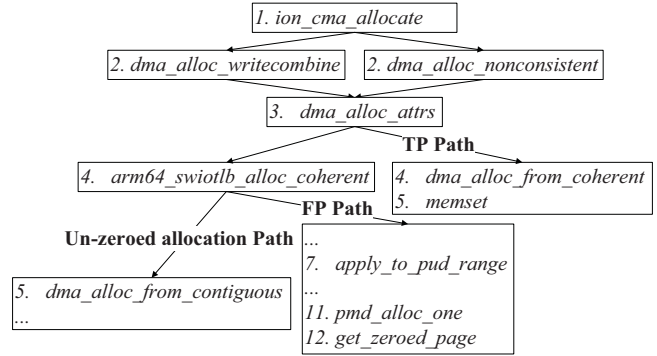 1. ion_cma_allocate
2. dma_alloc_writecombine
2. dma_alloc_nonconsistent
3. dma_alloc_attrs
TP Path
4. arm64_swiotlb_alloc_coherent
4. dma_alloc_from_coherent
5. memset
FP Path
Un-zeroed allocation Path
...
7. apply_to_pud_range
...
11. pmd_alloc_one
12. get_zeroed_page
5. dma_alloc_from_contiguous
...